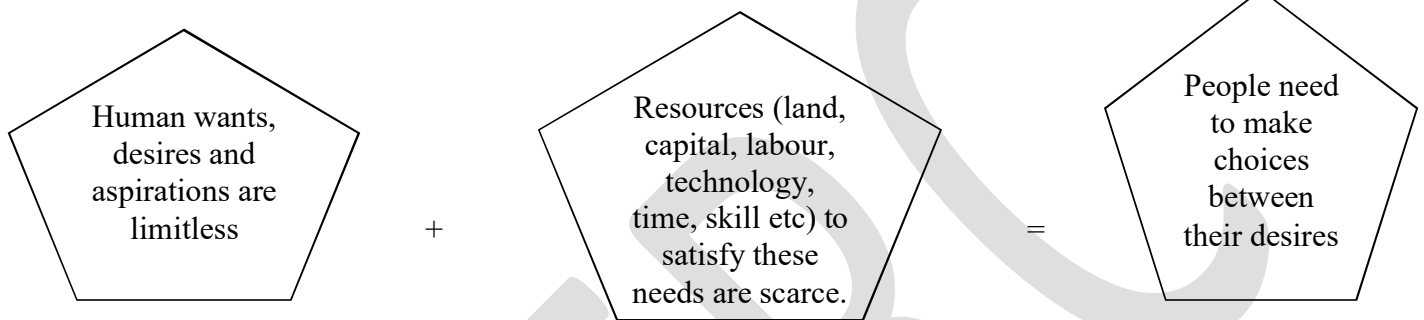 Human wants,
desires and
aspirations are
limitless
+
Resources (land,
capital, labour,
technology,
time, skill etc) to
satisfy these
needs are scarce.
=
People need
to make
choices
between
their desires